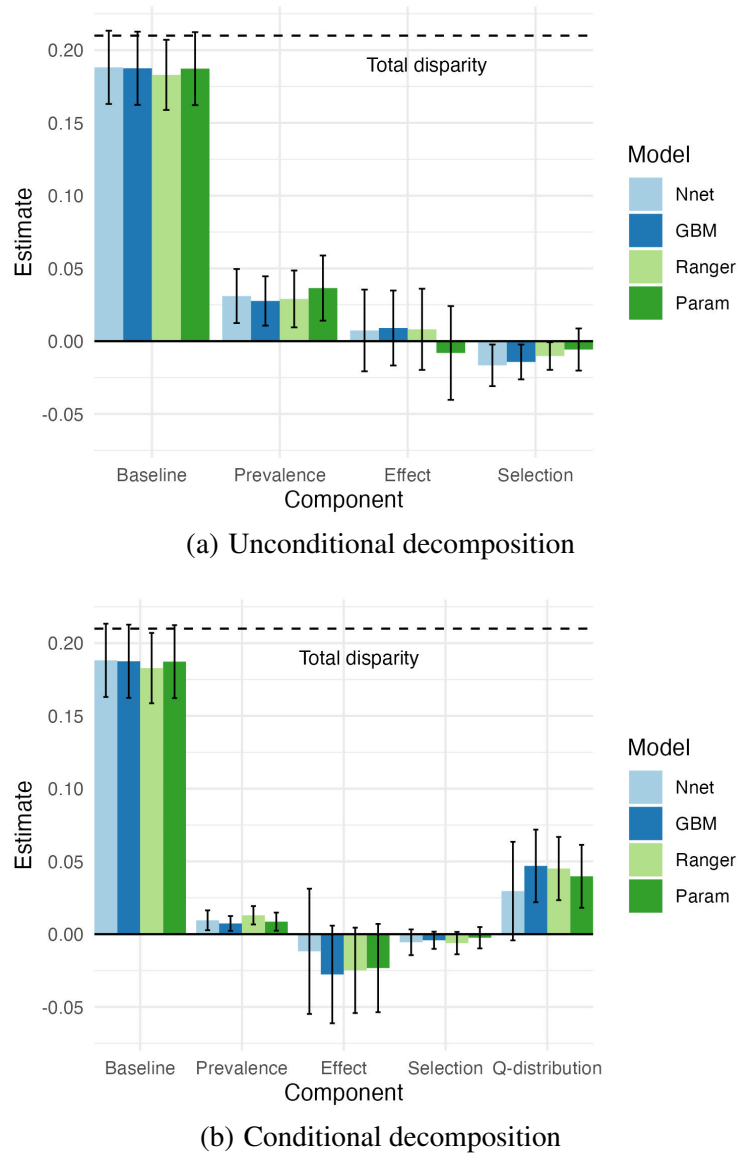 0.20
0.15
0.10
0.05
0.00
-0.05
Estimate
Total disparity
Baseline Prevalence Effect Selection
Component
Model
Nnet
GBM
Ranger
Param
(a) Unconditional decomposition
0.20
0.15
0.10
0.05
0.00
-0.05
Estimate
Total disparity
Baseline Prevalence Effect Selection Q-distribution
Component
Model
Nnet
GBM
Ranger
Param
(b) Conditional decomposition